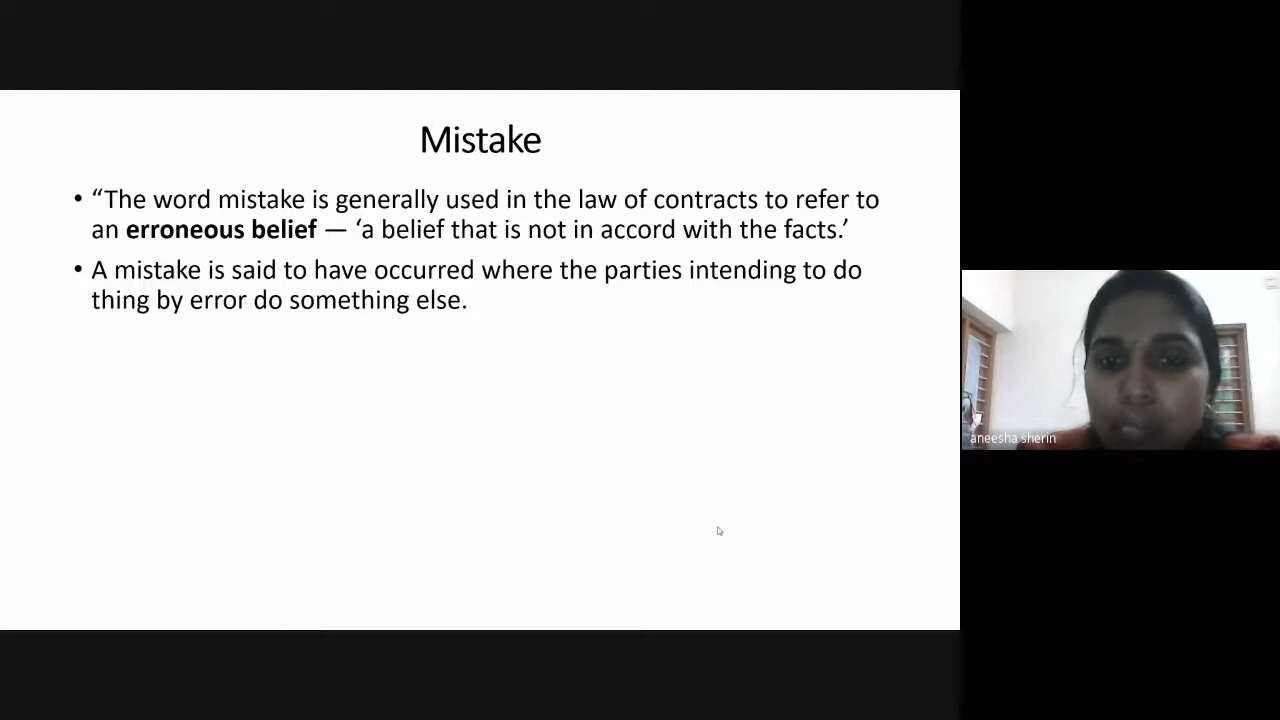 Mistake
• “The word mistake is generally used in the law of contracts to refer to
an erroneous belief — ‘a belief that is not in accord with the facts.’
• A mistake is said to have occurred where the parties intending to do
thing by error do something else.
aneesha sherin